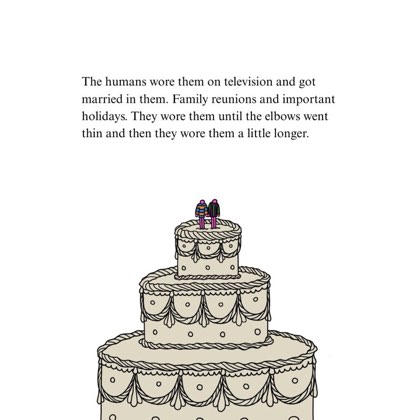 The humans wore them on television and got
married in them. Family reunions and important
holidays. They wore them until the elbows went
thin and then they wore them a little longer.